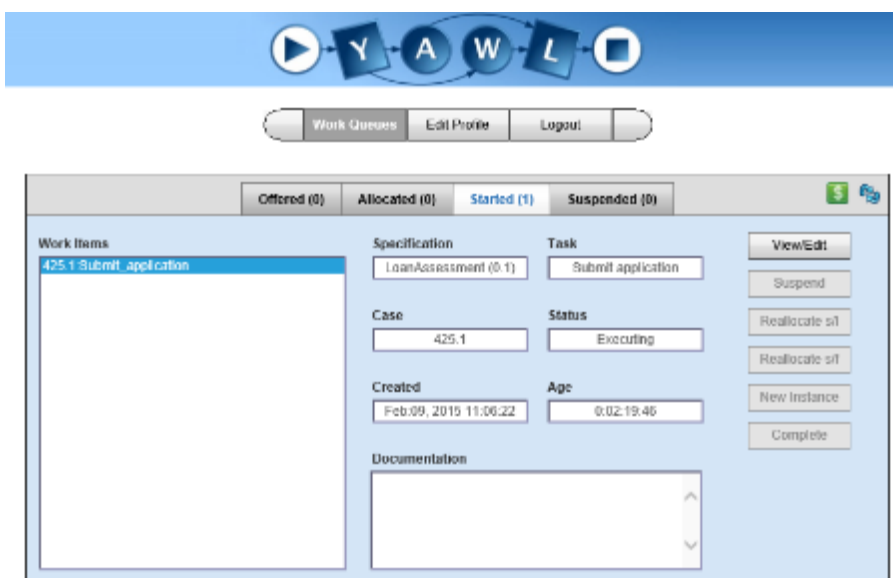 Y A W L
Work Queues Edit Profile Logout
Offered (0) Allocated (0) Started (1) Suspended (0)
Work Items
425.1:Submit_application
Specification
LoanAssessment (0.1)
Task
Submit application
Case
425.1
Status
Executing
Created
Feb:09, 2015 11:06:22
Age
0:02:19:46
Documentation
View/Edit
Suspend
Reallocate s/l
Reallocate s/f
New Instance
Complete